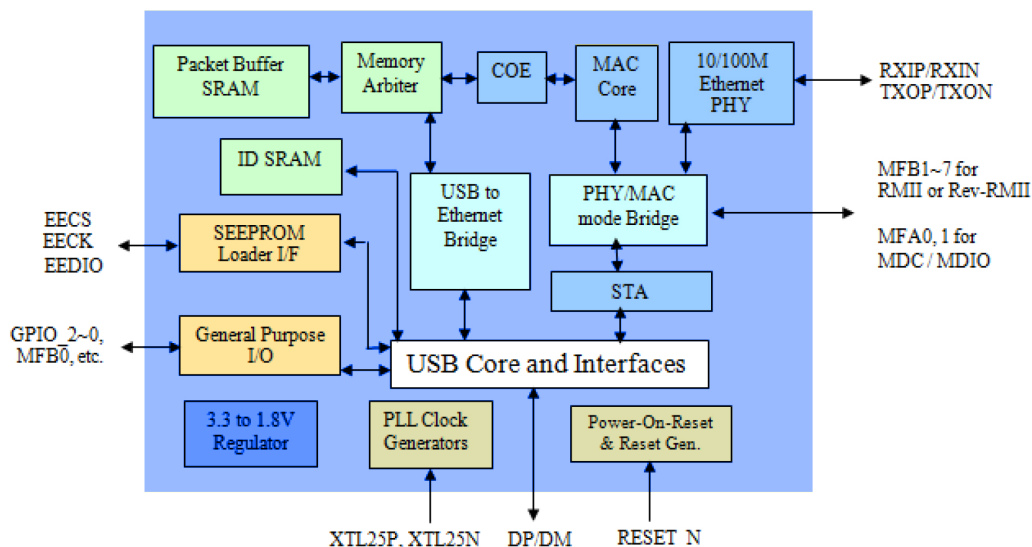 Packet Buffer
SRAM
Memory
Arbiter
COE
MAC
Core
10/100M
Ethernet
PHY
RXIP/RXIN
TXOP/TXON
ID SRAM
USB to
Ethernet
Bridge
PHY/MAC
mode Bridge
MFB1~7 for
RMII or Rev-RMII
MFA0, 1 for
MDC / MDIO
EECS
EECK
EEDIO
SEEPROM
Loader I/F
STA
GPIO_2~0,
MFB0, etc.
General Purpose
I/O
USB Core and Interfaces
3.3 to 1.8V
Regulator
PLL Clock
Generators
Power-On-Reset
& Reset Gen.
XTL25P, XTL25N
DP/DM
RESET_N